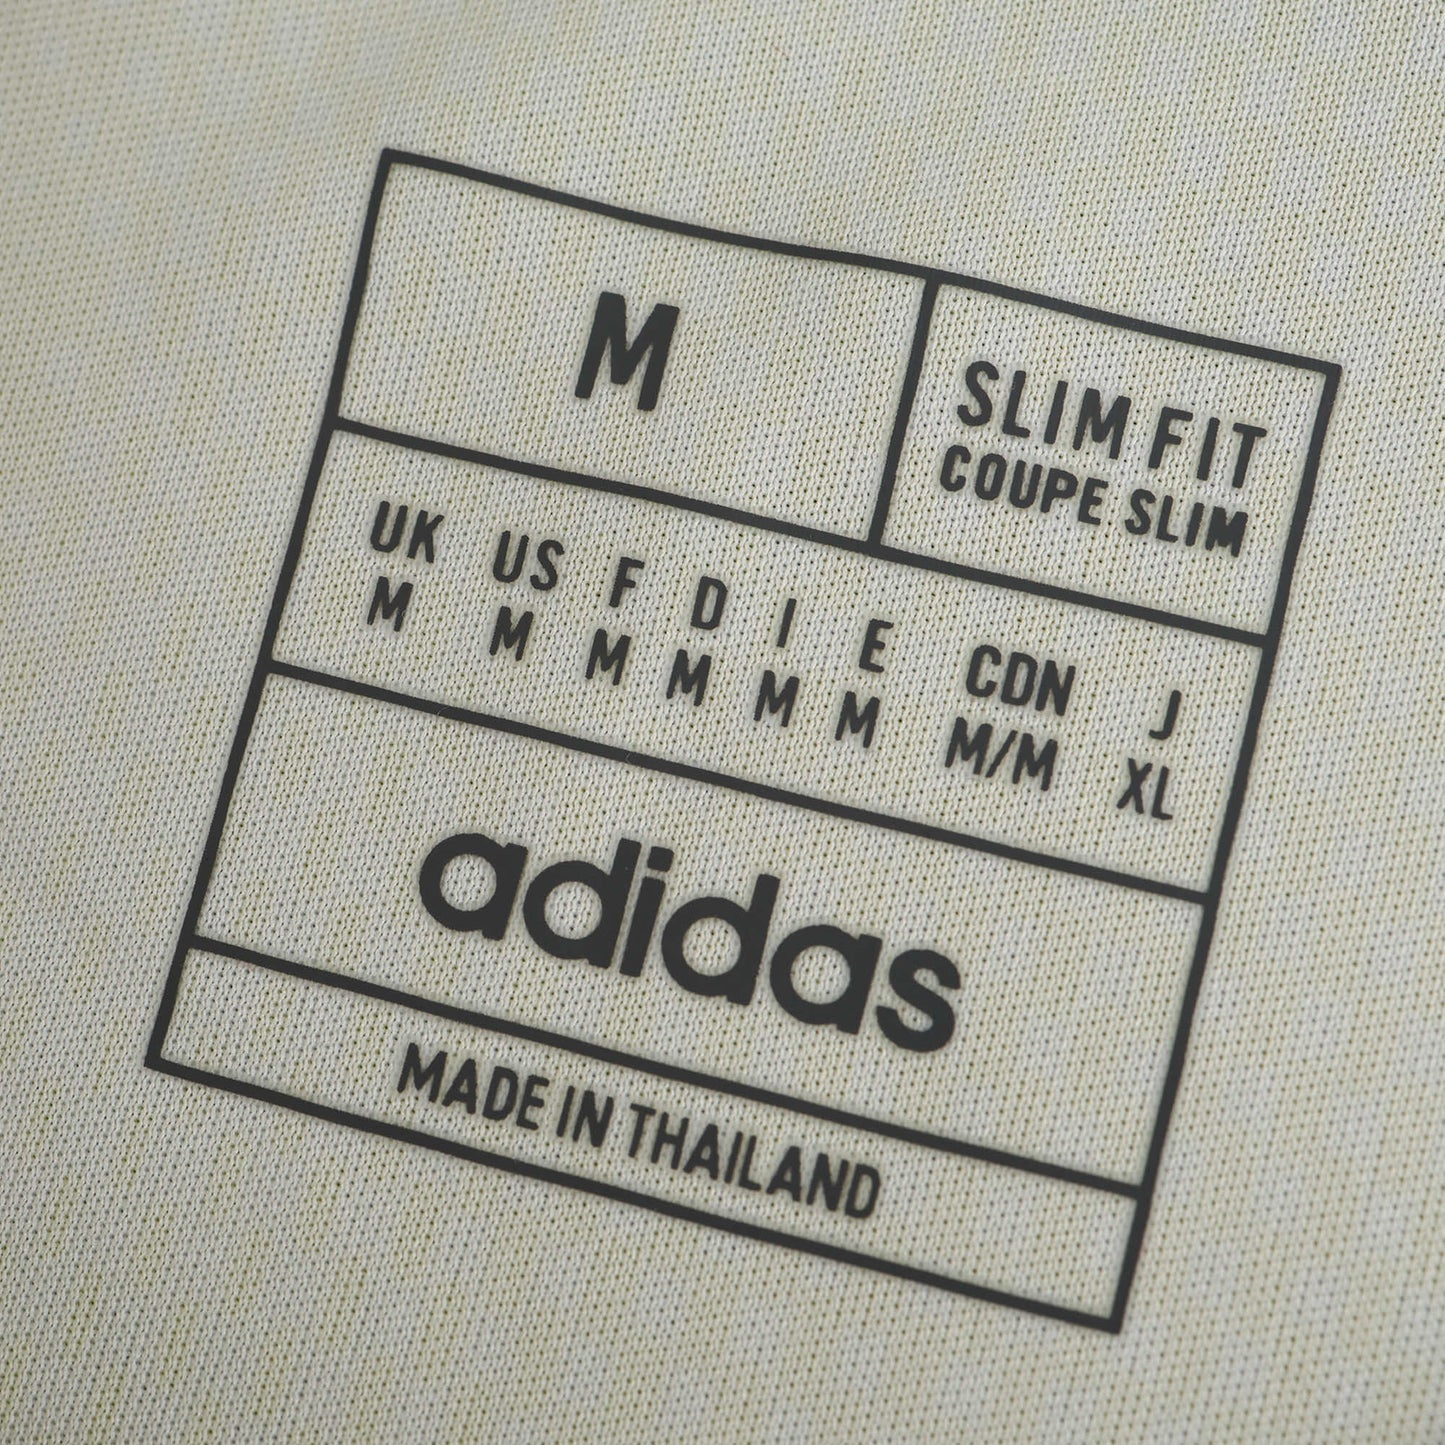 M
SLIM FIT
COUPE SLIM
UK US F D I E CDN J
M M M M M M M/M XL
adidas
MADE IN THAILAND